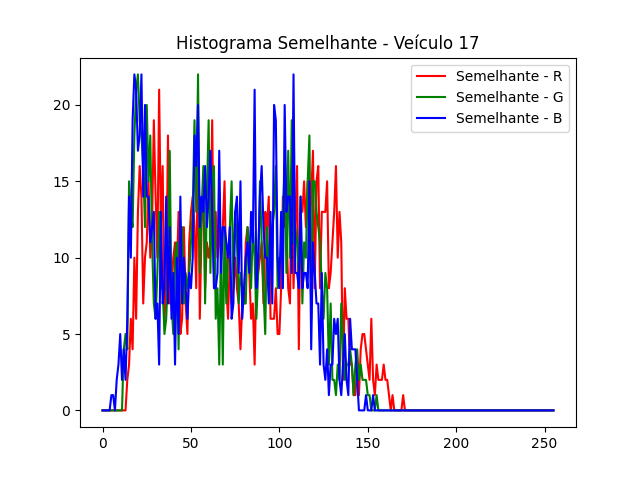 Histograma Semelhante - Veículo 17
Semelhante - R
Semelhante - G
Semelhante - B
20
15
10
5
0
0 50 100 150 200 250